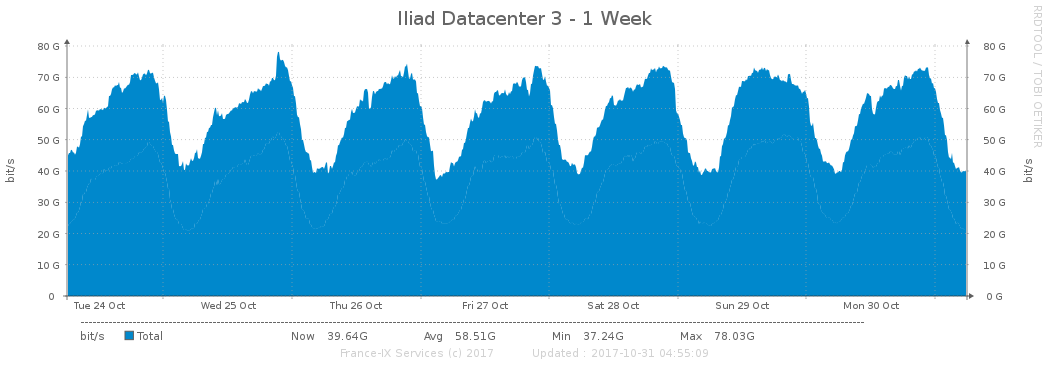 Iliad Datacenter 3 - 1 Week
RRDTOOL / TOBI OETIKER
80 G 80 G
70 G 70 G
60 G 60 G
50 G 50 G
40 G 40 G
30 G 30 G
20 G 20 G
10 G 10 G
0 0 G
bit/s bit/s
Tue 24 Oct Wed 25 Oct Thu 26 Oct Fri 27 Oct Sat 28 Oct Sun 29 Oct Mon 30 Oct
bit/s Total Now 39.64G Avg 58.51G Min 37.24G Max 78.03G
France-IX Services (c) 2017 Updated : 2017-10-31 04:55:09